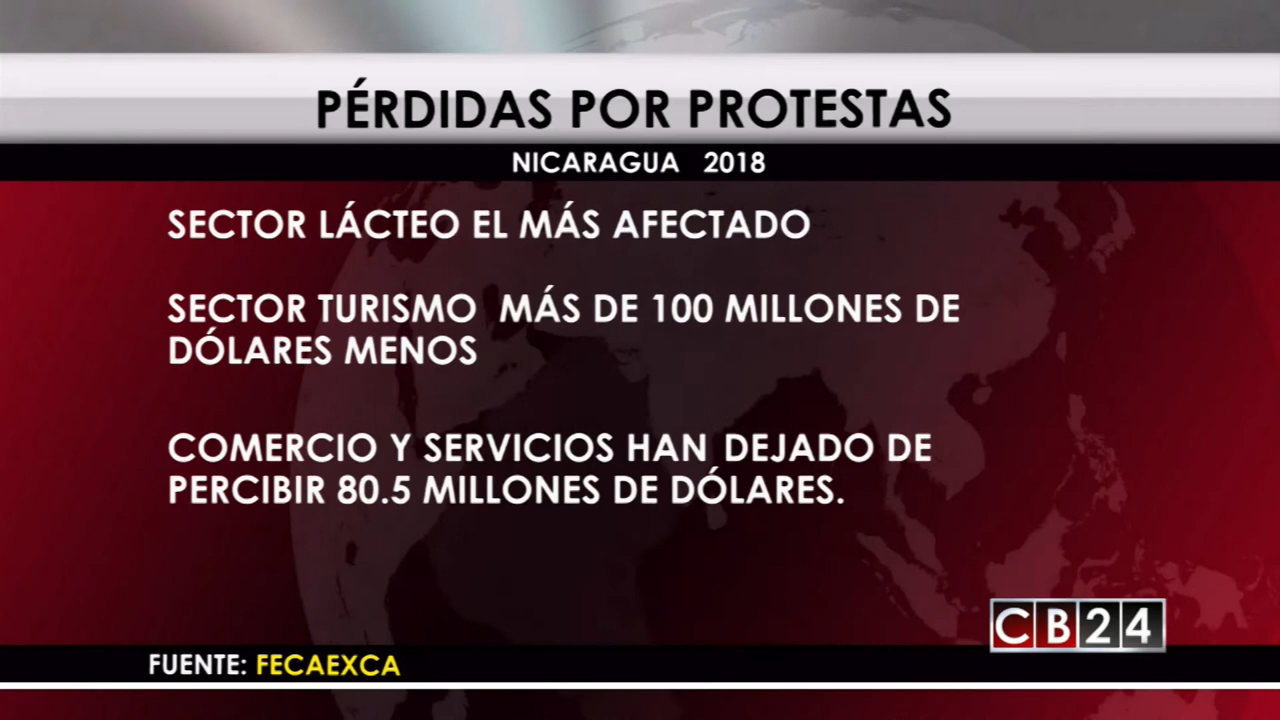 PÉRDIDAS POR PROTESTAS
NICARAGUA 2018
SECTOR LÁCTEO EL MÁS AFECTADO
SECTOR TURISMO MÁS DE 100 MILLONES DE
DÓLARES MENOS
COMERCIO Y SERVICIOS HAN DEJADO DE
PERCIBIR 80.5 MILLONES DE DÓLARES.
CB24
FUENTE: FECAEXCA